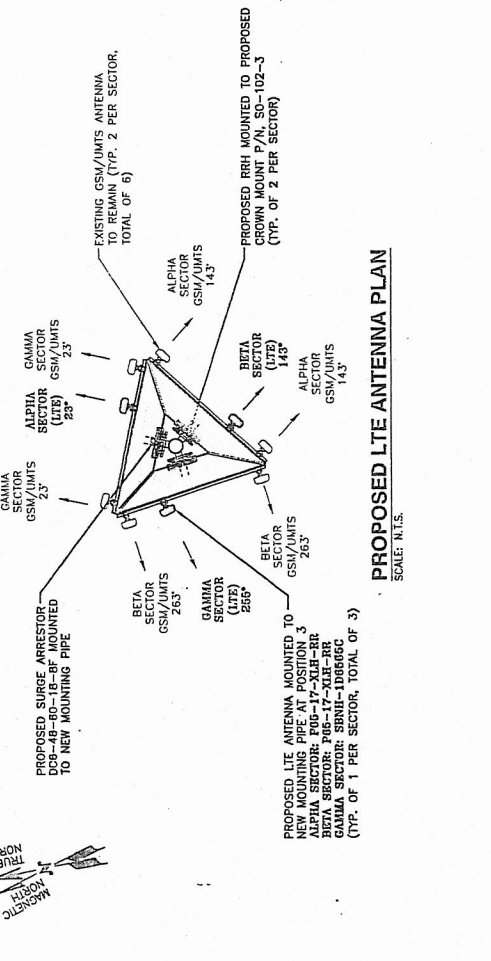 MAGNETIC
NORTH
TRUE
NORTH
PROPOSED SURGE ARRESTOR
DC6-48-60-18-8F MOUNTED
TO NEW MOUNTING PIPE
GAMMA
SECTOR
GSM/UMTS
23'
ALPHA
SECTOR
(LTE)
23°
GAMMA
SECTOR
GSM/UMTS
23'
EXISTING GSM/UMTS ANTENNA
TO REMAIN (TYP. 2 PER SECTOR,
TOTAL OF 6)
ALPHA
SECTOR
GSM/UMTS
143'
PROPOSED RRH MOUNTED TO PROPOSED
CROWN MOUNT P/N, SO-102-3
(TYP. OF 2 PER SECTOR)
BETA
SECTOR
(LTE)
143°
ALPHA
SECTOR
GSM/UMTS
143'
BETA
SECTOR
GSM/UMTS
263'
GAMMA
SECTOR
(LTE)
255°
BETA
SECTOR
GSM/UMTS
263'
PROPOSED LTE ANTENNA MOUNTED TO
NEW MOUNTING PIPE AT POSITION 3
ALPHA SECTOR: P65-17-XLH-RR
BETA SECTOR: P65-17-XLH-RR
GAMMA SECTOR: SBNH-1D6565C
(TYP. OF 1 PER SECTOR, TOTAL OF 3)
PROPOSED LTE ANTENNA PLAN
SCALE: N.T.S.